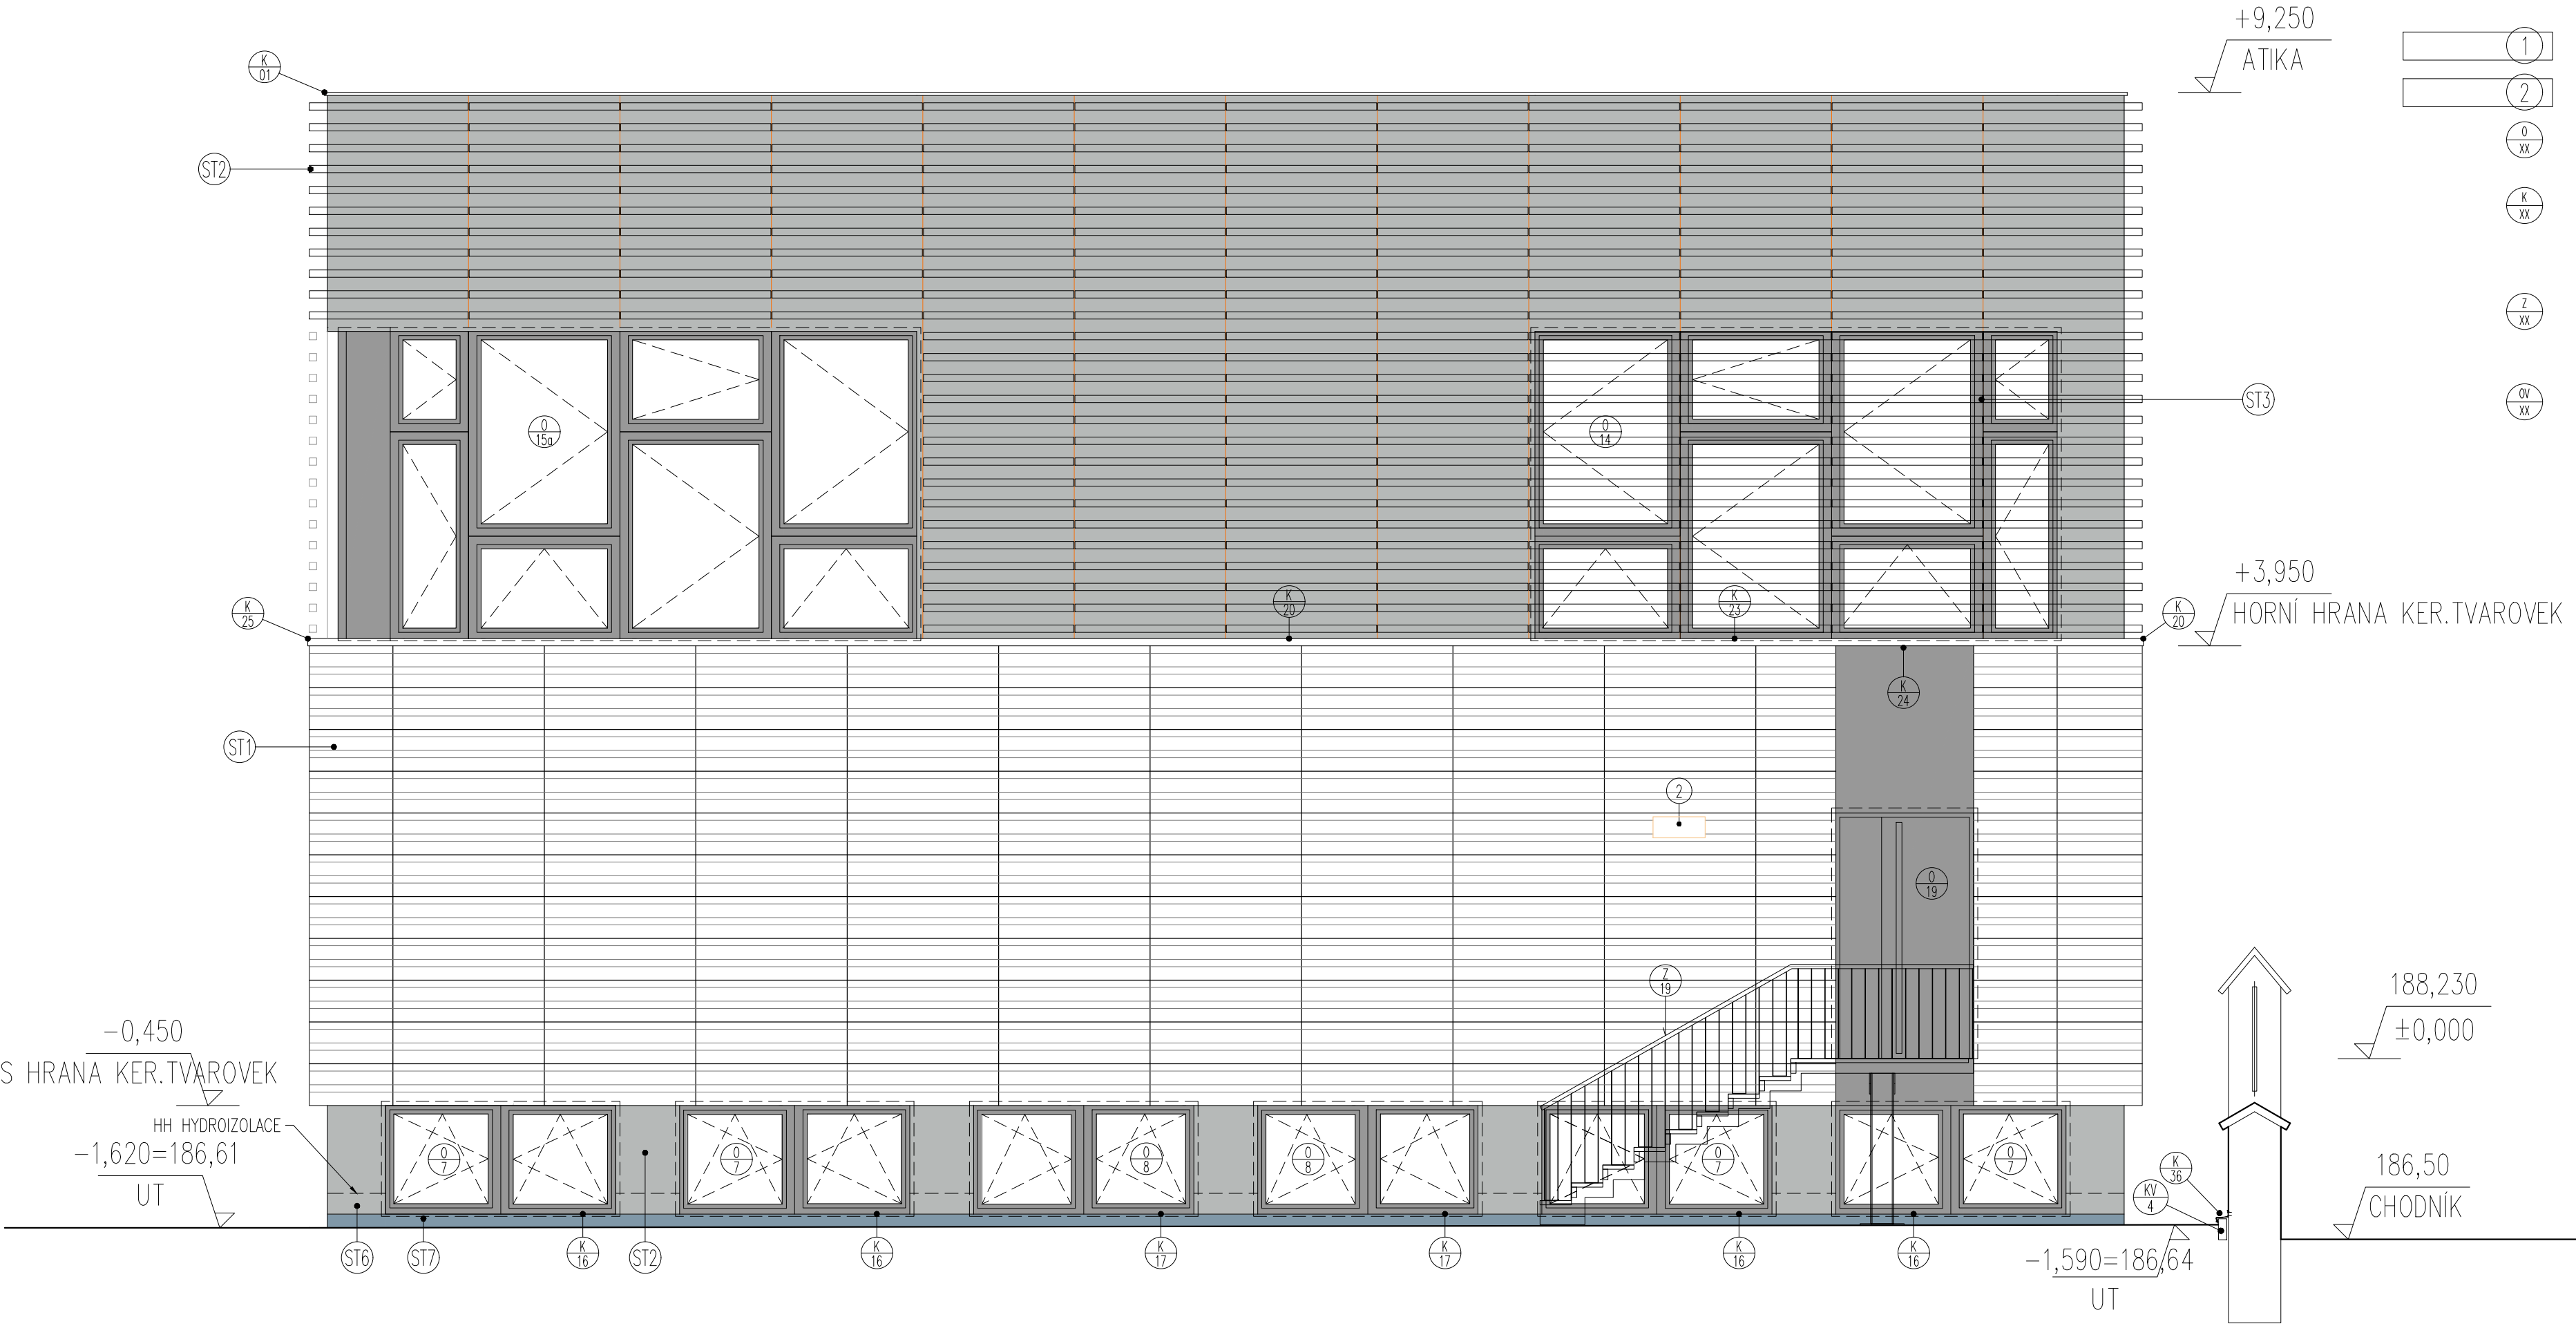 +9,250
ATIKA
1
2
K
01
O
XX
ST2
K
XX
Z
XX
ST3
OV
XX
O
15a
O
14
+3,950
HORNÍ HRANA KER.TVAROVEK
K
25
K
20
K
23
K
20
K
24
ST1
2
O
19
Z
19
188,230
±0,000
-0,450
S HRANA KER.TVAROVEK
HH HYDROIZOLACE
-1,620=186,61
UT
O
7
O
7
O
8
O
8
O
7
O
7
K
36
KV
4
186,50
CHODNÍK
ST6
ST7
K
16
ST2
K
16
K
17
K
17
K
16
K
16
-1,590=186,64
UT